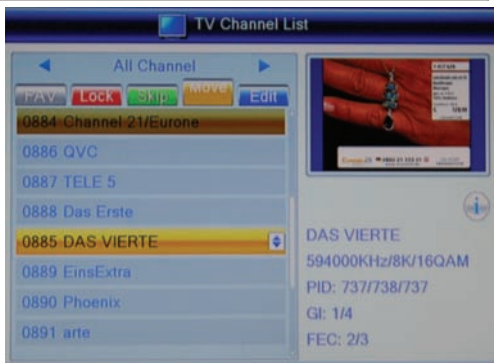 TV Channel List
All Channel
FAV Lock Skip Move Edit
0884 Channel 21/Eurone
0886 QVC
0887 TELE 5
0888 Das Erste
0885 DAS VIERTE
0889 EinsExtra
0890 Phoenix
0891 arte
DAS VIERTE
594000KHz/8K/16QAM
PID: 737/738/737
GI: 1/4
FEC: 2/3